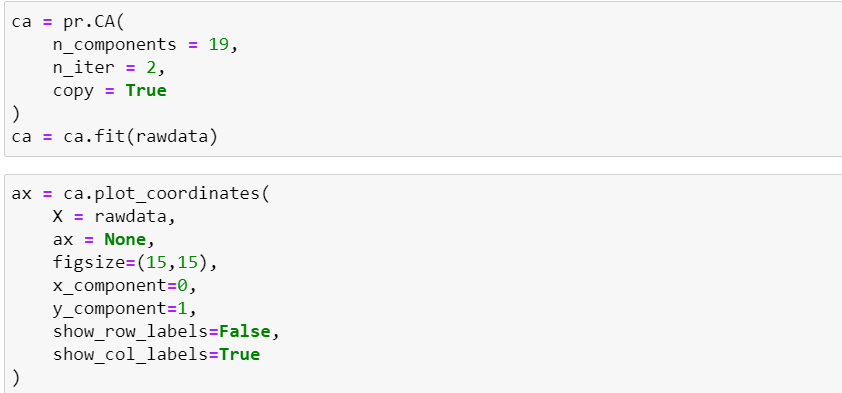 ca = pr.CA(
    n_components = 19,
    n_iter = 2,
    copy = True
)
ca = ca.fit(rawdata)
ax = ca.plot_coordinates(
    X = rawdata,
    ax = None,
    figsize=(15,15),
    x_component=0,
    y_component=1,
    show_row_labels=False,
    show_col_labels=True
)